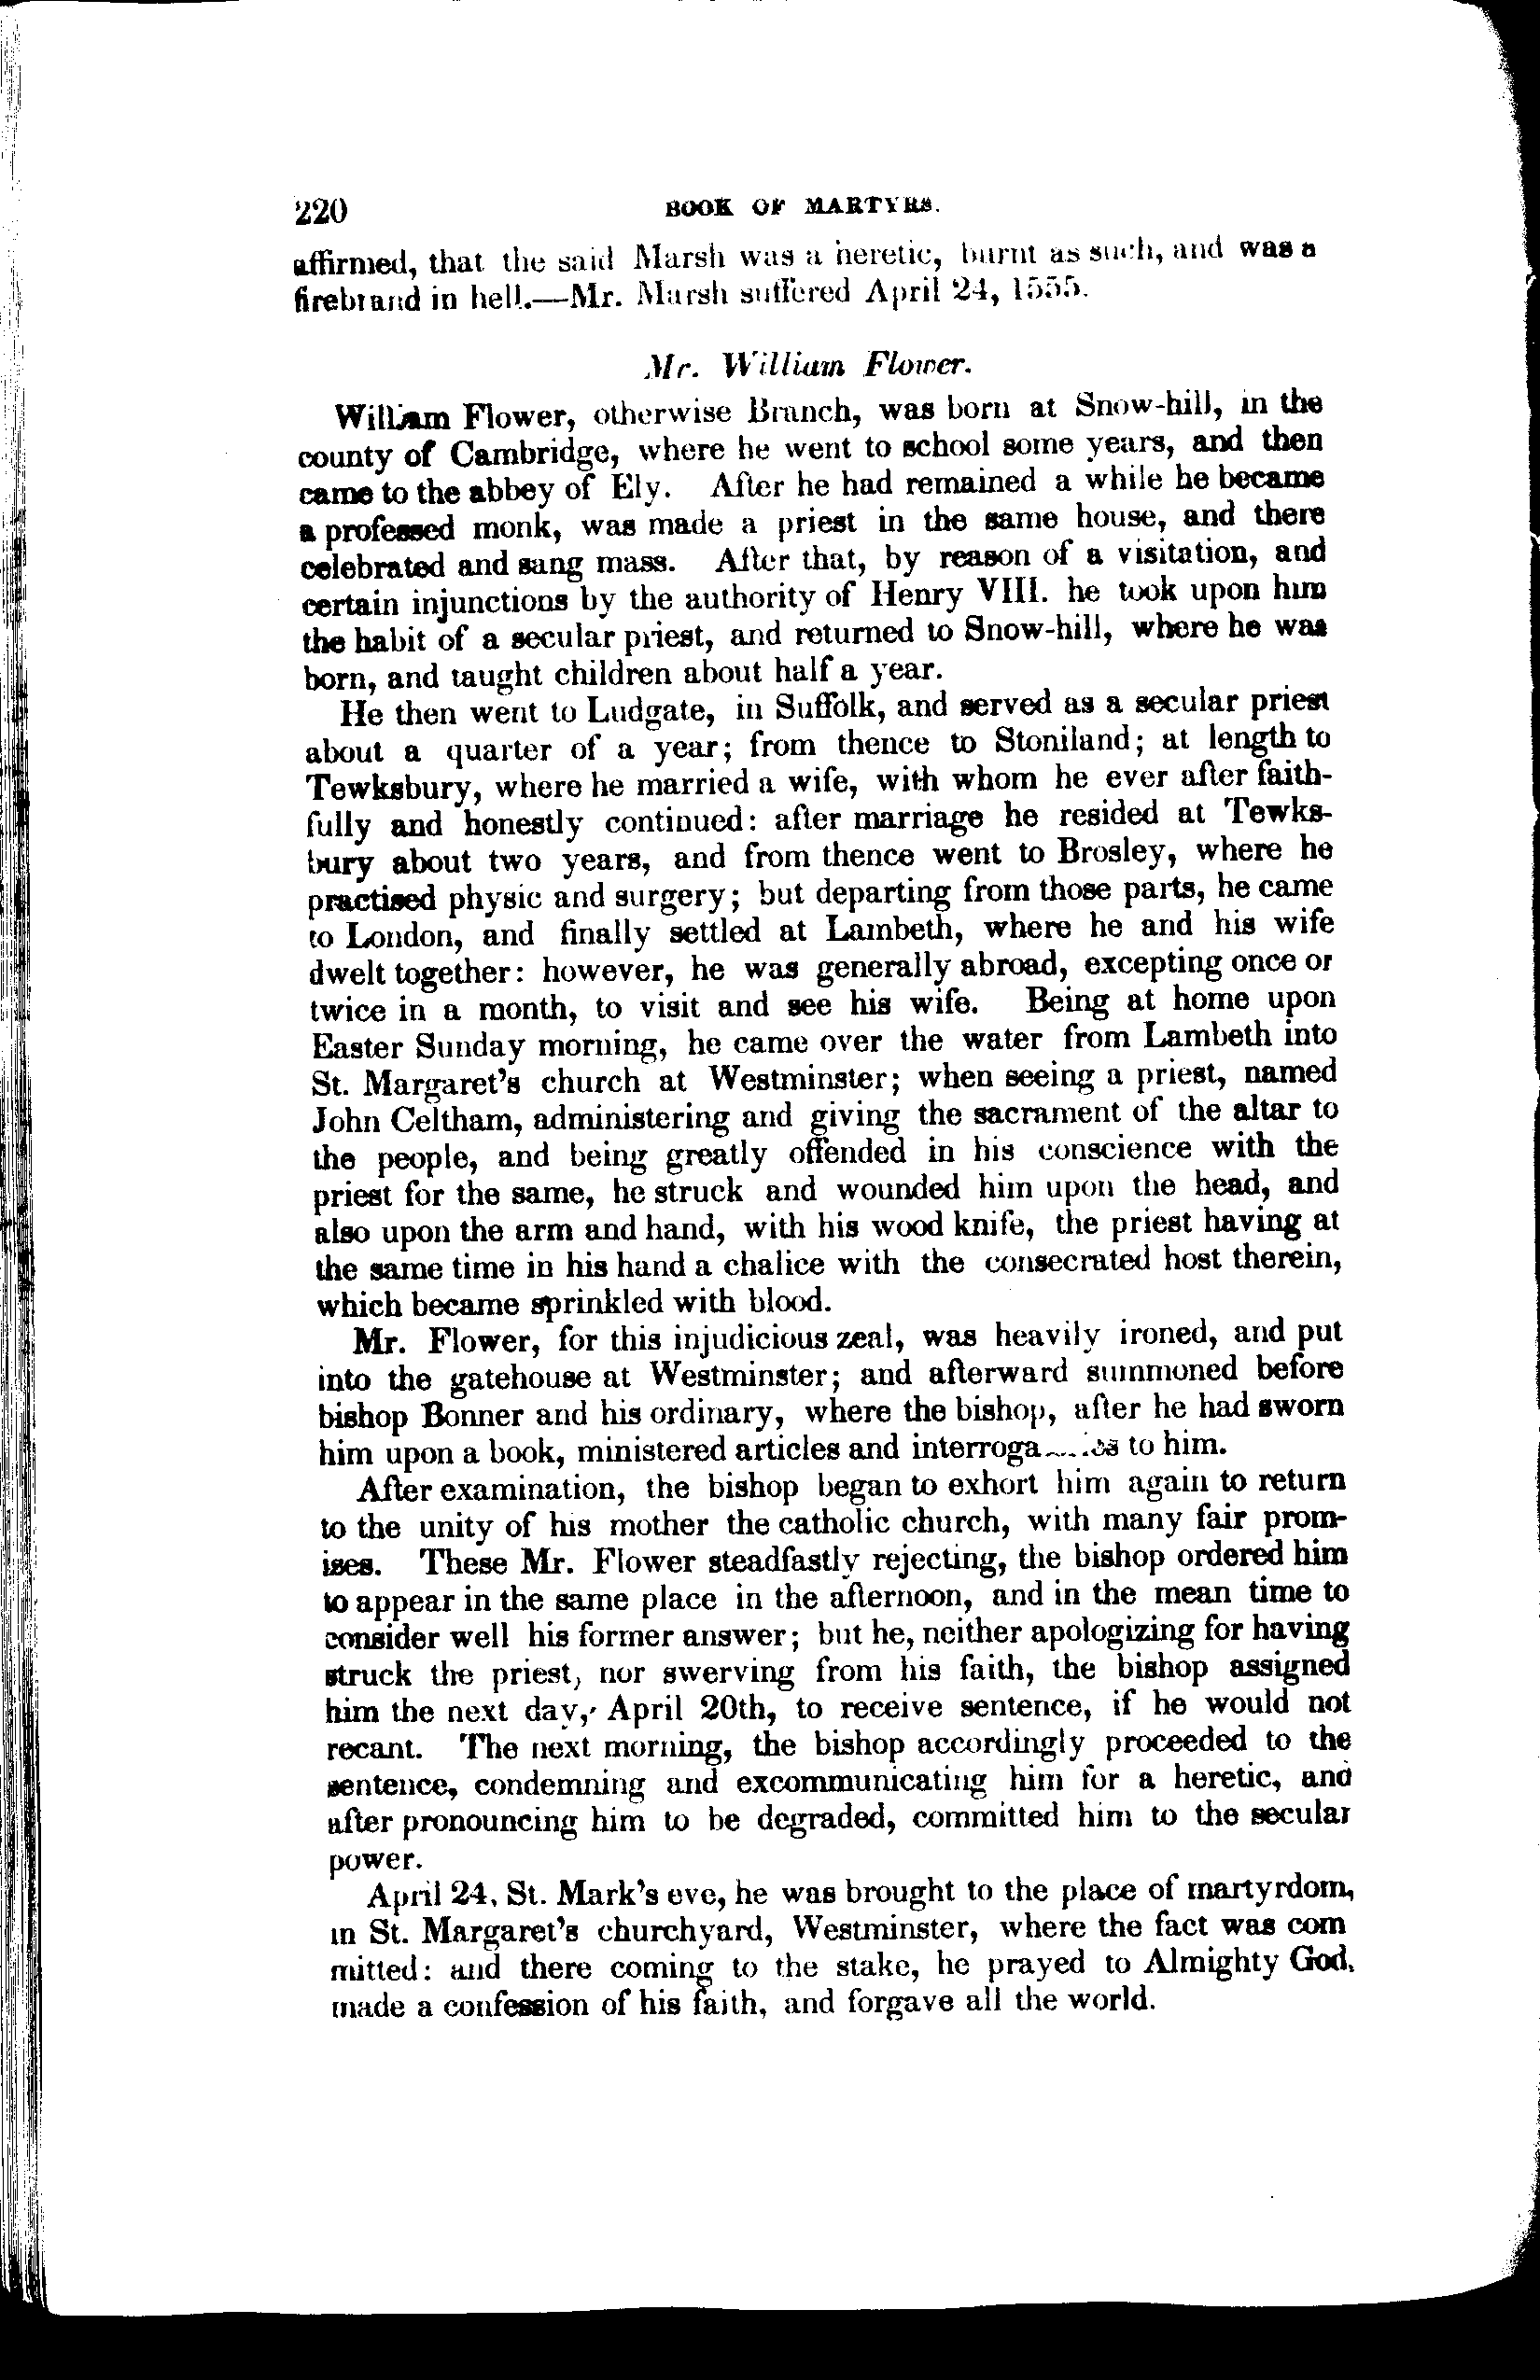 220 BOOK OF MARTYRS.
affirmed, that the said Marsh was a heretic, burnt as such, and was a
firebrand in hell.—Mr. Marsh suffered April 24, 1555.
Mr. William Flower.
William Flower, otherwise Branch, was born at Snow-hill, in the
county of Cambridge, where he went to school some years, and then
came to the abbey of Ely. After he had remained a while he became
a professed monk, was made a priest in the same house, and there
celebrated and sang mass. After that, by reason of a visitation, and
certain injunctions by the authority of Henry VIII. he took upon him
the habit of a secular priest, and returned to Snow-hill, where he was
born, and taught children about half a year.
He then went to Ludgate, in Suffolk, and served as a secular priest
about a quarter of a year; from thence to Stoniland; at length to
Tewksbury, where he married a wife, with whom he ever after faith-
fully and honestly continued: after marriage he resided at Tewks-
bury about two years, and from thence went to Brosley, where he
practised physic and surgery; but departing from those parts, he came
to London, and finally settled at Lambeth, where he and his wife
dwelt together: however, he was generally abroad, excepting once or
twice in a month, to visit and see his wife. Being at home upon
Easter Sunday morning, he came over the water from Lambeth into
St. Margaret's church at Westminster; when seeing a priest, named
John Celtham, administering and giving the sacrament of the altar to
the people, and being greatly offended in his conscience with the
priest for the same, he struck and wounded him upon the head, and
also upon the arm and hand, with his wood knife, the priest having at
the same time in his hand a chalice with the consecrated host therein,
which became sprinkled with blood.
Mr. Flower, for this injudicious zeal, was heavily ironed, and put
into the gatehouse at Westminster; and afterward summoned before
bishop Bonner and his ordinary, where the bishop, after he had sworn
him upon a book, ministered articles and to him.
After examination, the bishop began to exhort him again to return
to the unity of his mother the catholic church, with many fair prom-
ises. These Mr. Flower steadfastly rejecting, the bishop ordered him
to appear in the same place in the afternoon, and in the mean time to
consider well his former answer; but he, neither apologizing for having
struck the priest, nor swerving from his faith, the bishop assigned
him the next day, April 20th, to receive sentence, if he would not
recant. The next morning, the bishop accordingly proceeded to the
sentence, condemning and excommunicating him for a heretic, and
after pronouncing him to be degraded, committed him to the secular
power.
April 24, St. Mark's eve, he was brought to the place of martyrdom,
in St. Margaret's churchyard, Westminster, where the fact was com
mitted: and there coming to the stake, he prayed to Almighty God,
made a confession of his faith, and forgave all the world.